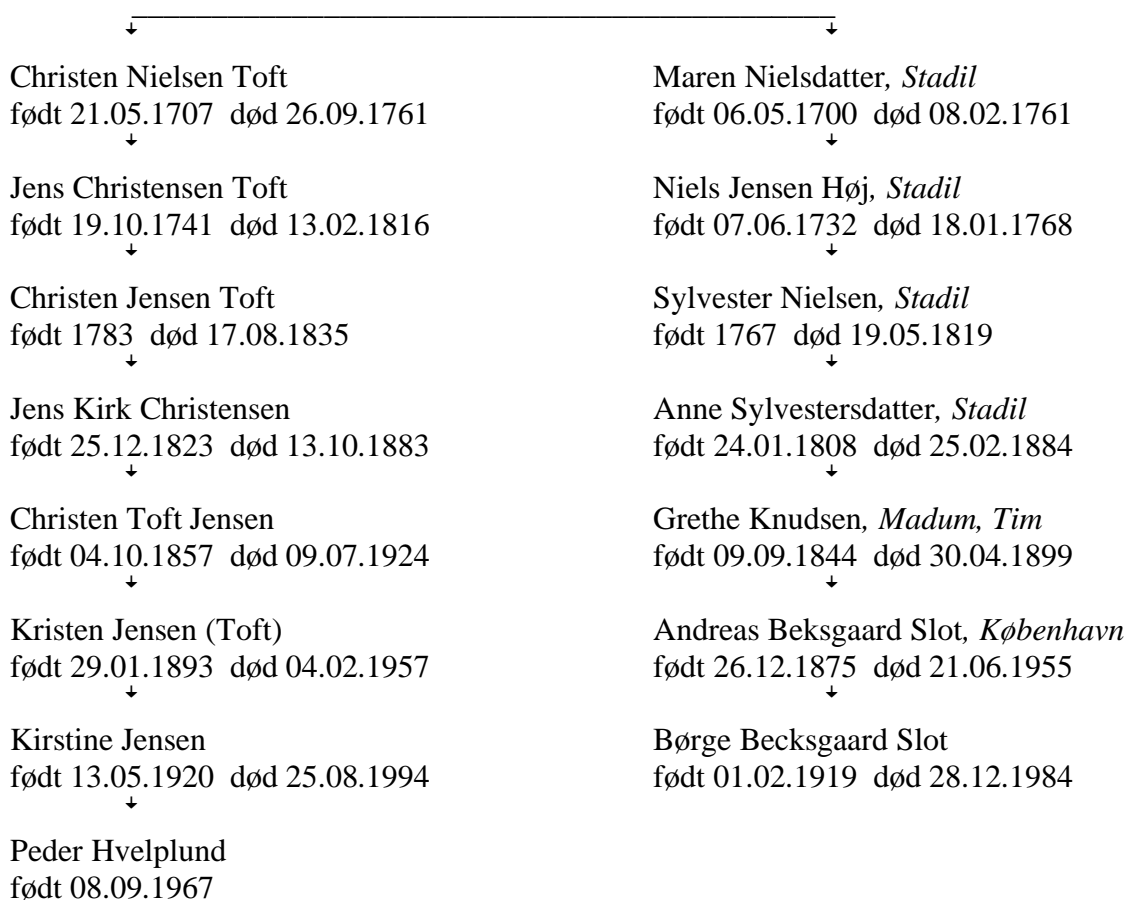 Christen Nielsen Toft
født 21.05.1707 død 26.09.1761
Jens Christensen Toft
født 19.10.1741 død 13.02.1816
Christen Jensen Toft
født 1783 død 17.08.1835
Jens Kirk Christensen
født 25.12.1823 død 13.10.1883
Christen Toft Jensen
født 04.10.1857 død 09.07.1924
Kristen Jensen (Toft)
født 29.01.1893 død 04.02.1957
Kirstine Jensen
født 13.05.1920 død 25.08.1994
Peder Hvelplund
født 08.09.1967
Maren Nielsdatter, Stadil
født 06.05.1700 død 08.02.1761
Niels Jensen Høj, Stadil
født 07.06.1732 død 18.01.1768
Sylvester Nielsen, Stadil
født 1767 død 19.05.1819
Anne Sylvestersdatter, Stadil
født 24.01.1808 død 25.02.1884
Grethe Knudsen, Madum, Tim
født 09.09.1844 død 30.04.1899
Andreas Beksgaard Slot, København
født 26.12.1875 død 21.06.1955
Børge Becksgaard Slot
født 01.02.1919 død 28.12.1984